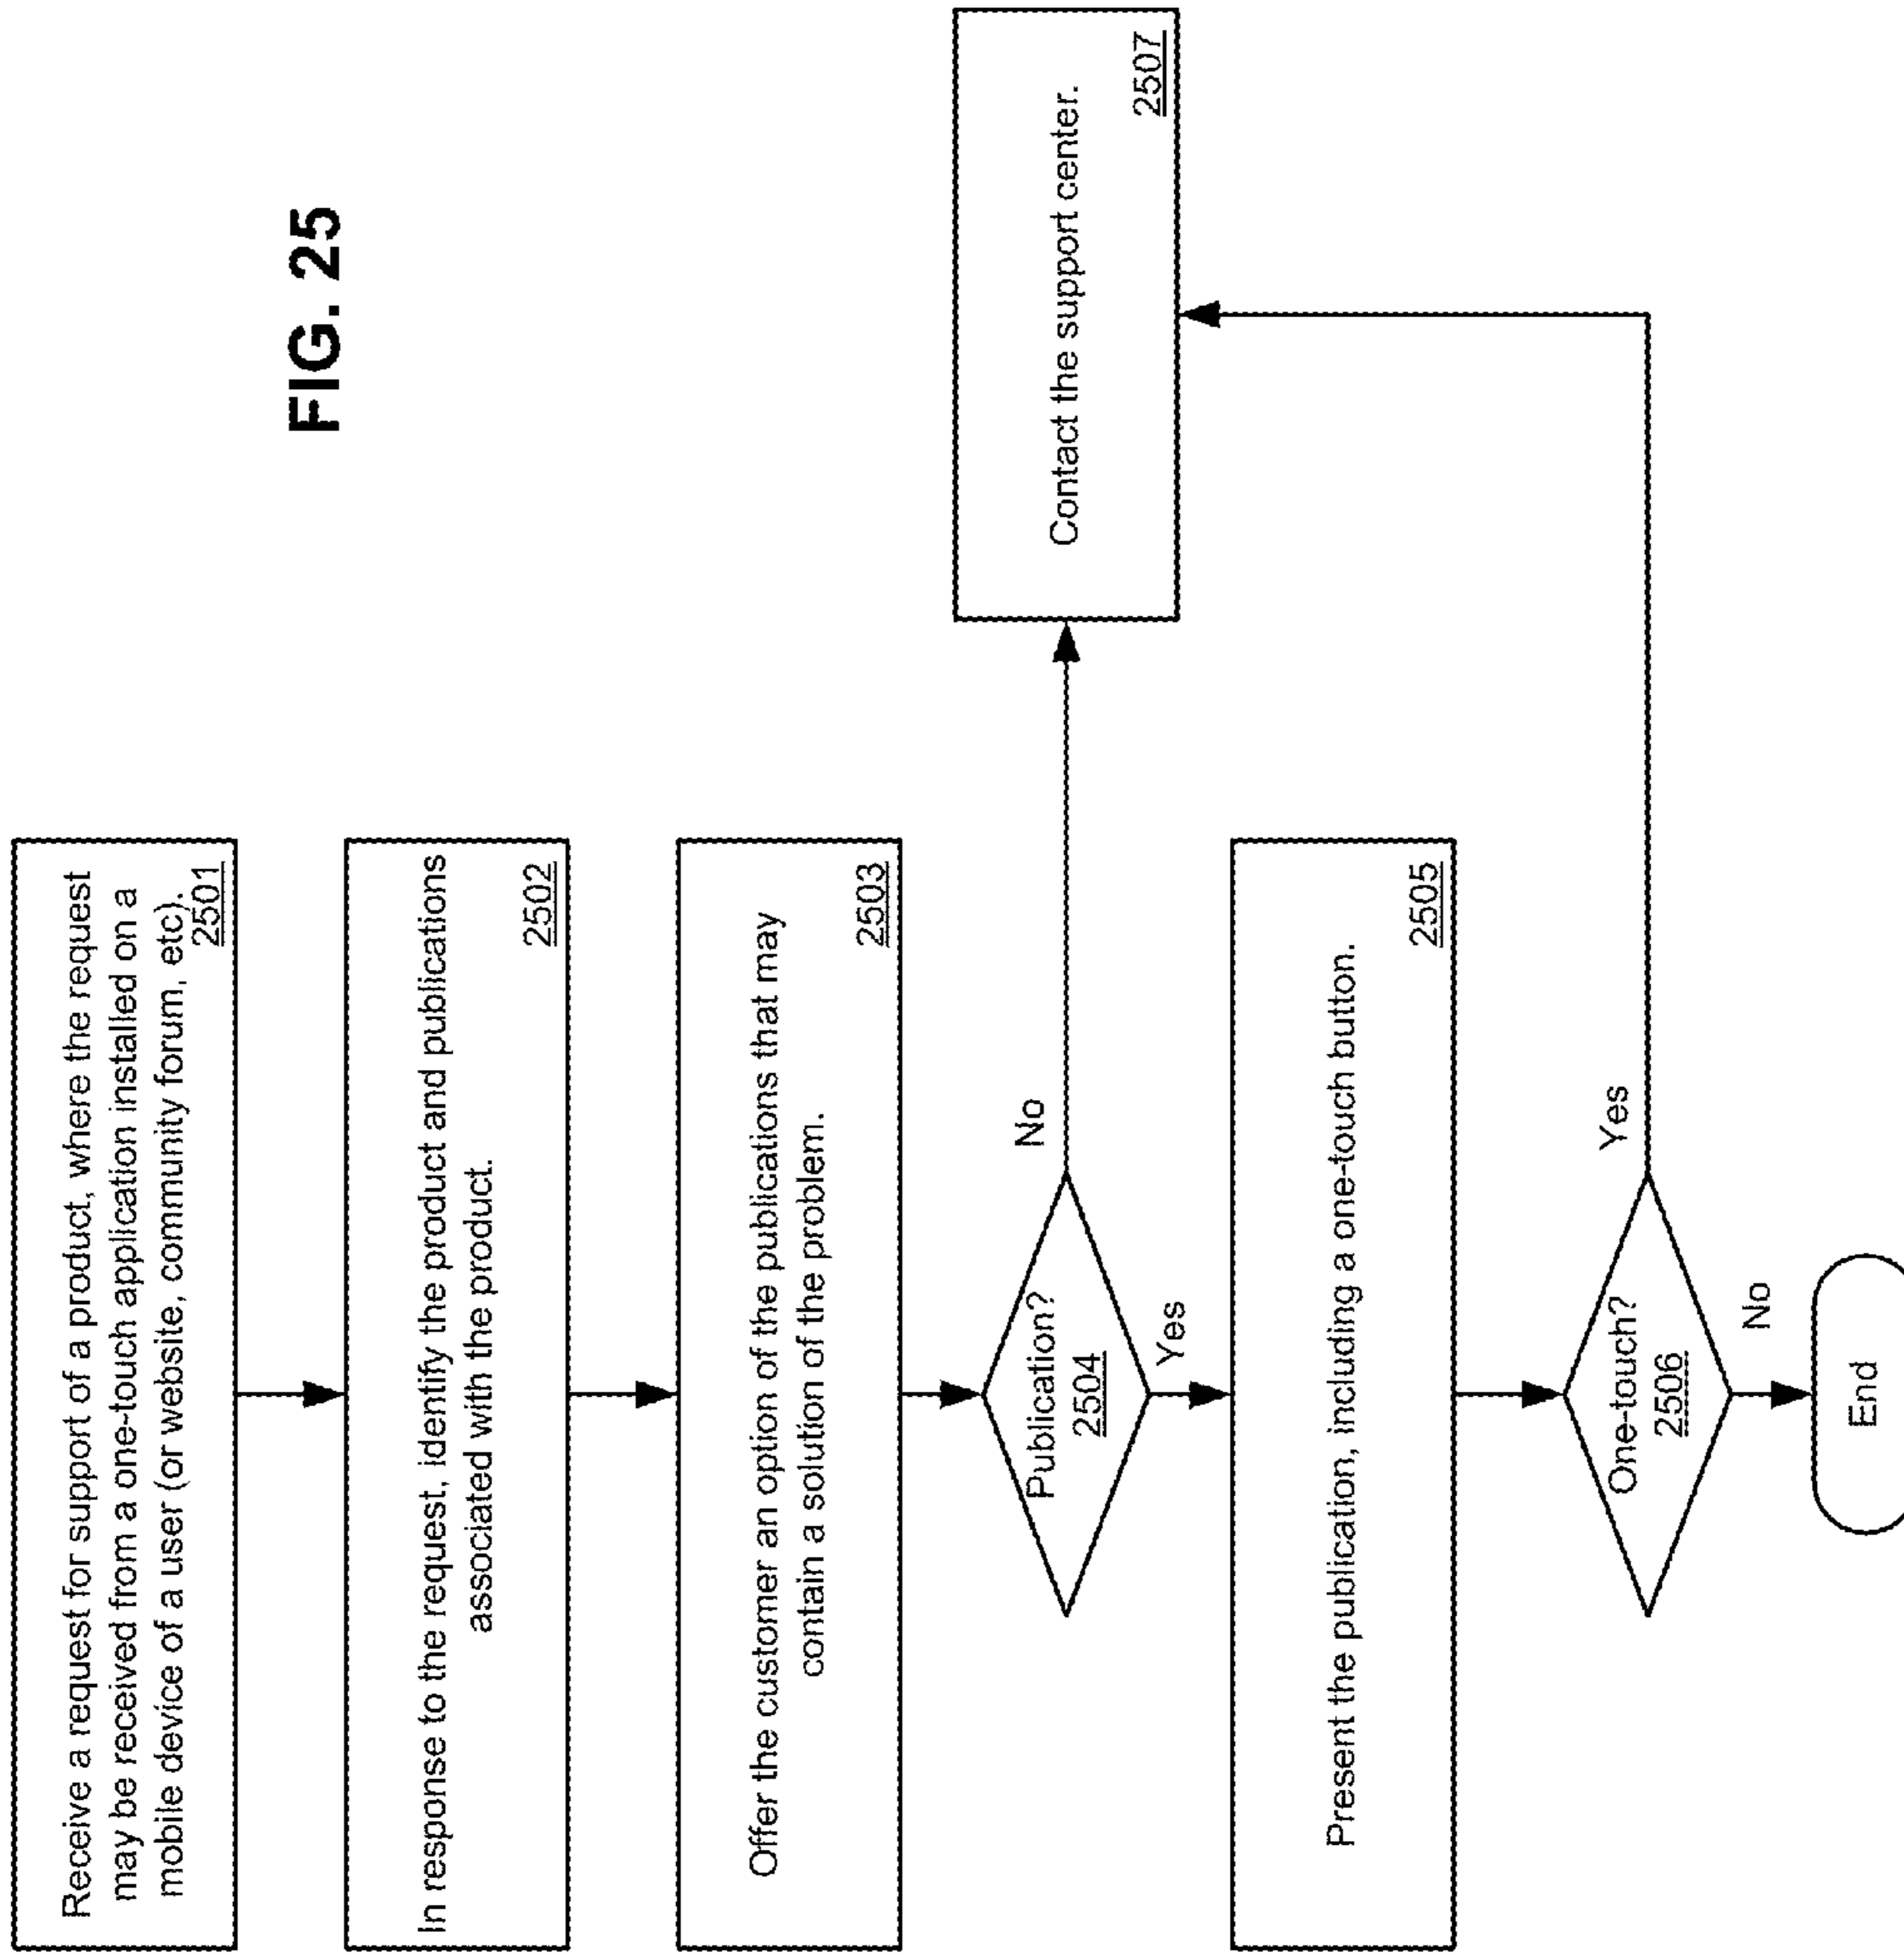 FIG. 25
Receive a request for support of a product, where the request
may be received from a one-touch application installed on a
mobile device of a user (or website, community forum, etc).
2501
In response to the request, identify the product and publications
associated with the product.
2502
Offer the customer an option of the publications that may
contain a solution of the problem.
2503
Publication?
2504
No
Yes
Contact the support center.
2507
Present the publication, including a one-touch button.
2505
One-touch?
2506
Yes
No
End